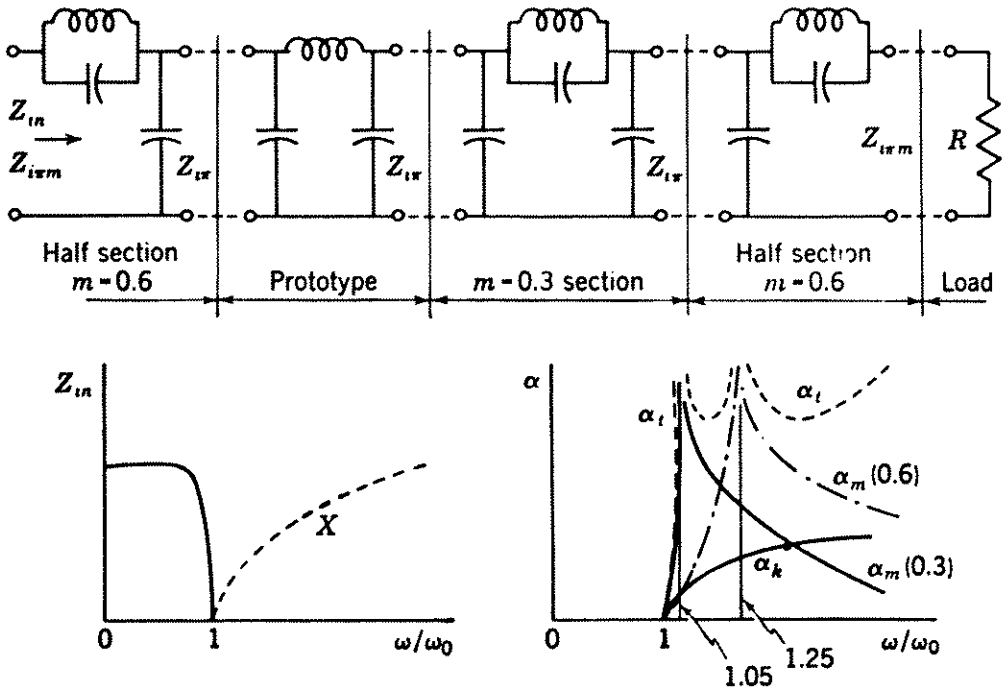 Z_in
Z_iπm
Z_iπ
Z_iπ
Z_iπ
Z_iπm
R
Half section
m = 0.6
Prototype
m = 0.3 section
Half section
m = 0.6
Load
Z_in
X
0
1
ω/ω₀
α
α_t
α_t
α_m (0.6)
α_k
α_m (0.3)
0
1
ω/ω₀
1.05
1.25